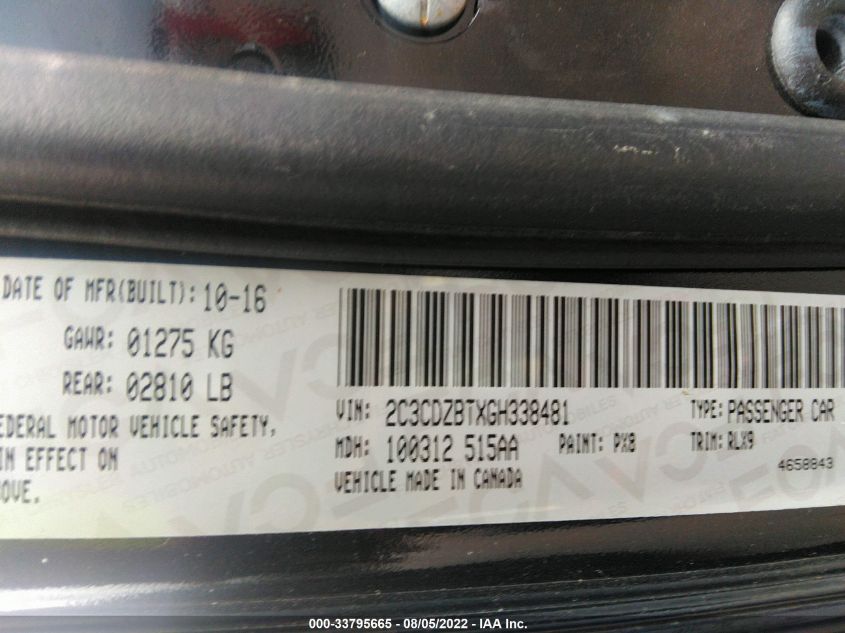 DATE OF MFR(BUILT): 10-16
GAWR: 01275 KG
REAR: 02810 LB
MOTOR VEHICLE SAFETY,
IN EFFECT ON
VIN: 2C3CDZBTXGH338481 TYPE: PASSENGER CAR
MDH: 100312 515AA PAINT: PX8 TRIM: RLX9
VEHICLE MADE IN CANADA 4658843
000-33795665 - 08/05/2022 - IAA Inc.